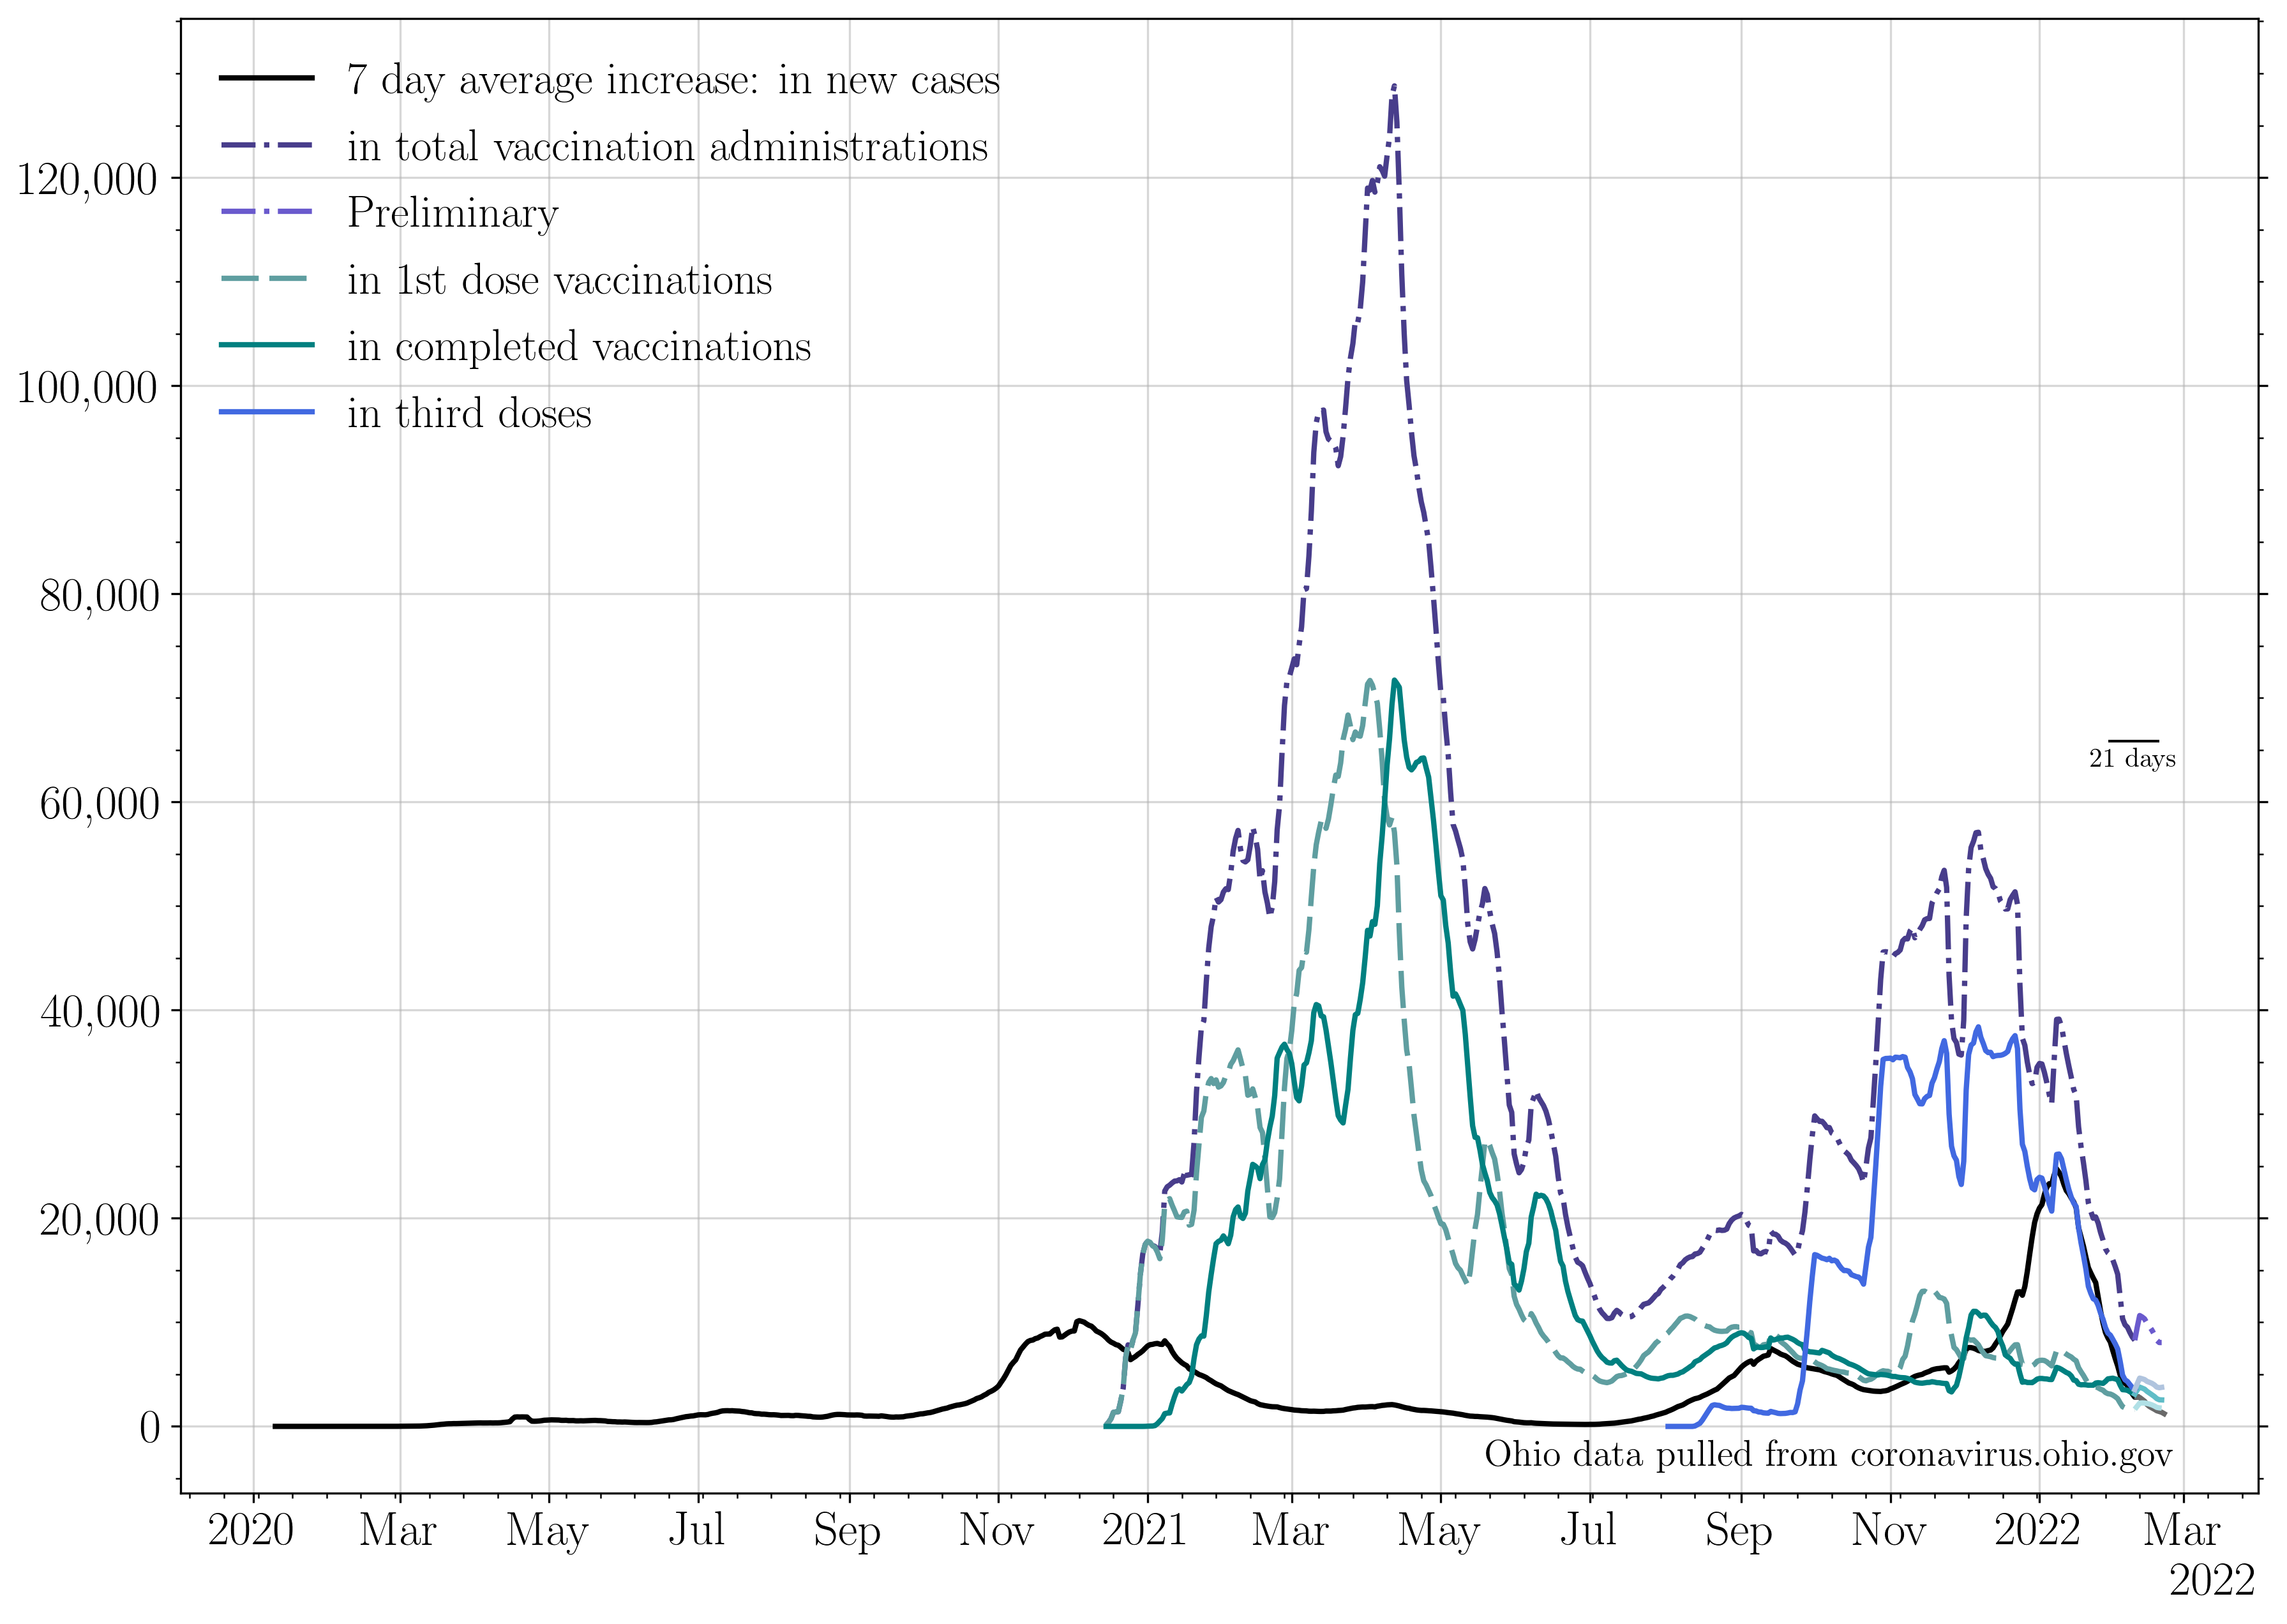 7 day average increase: in new cases
in total vaccination administrations
Preliminary
in 1st dose vaccinations
in completed vaccinations
in third doses
120,000
100,000
80,000
60,000
40,000
20,000
0
21 days
Ohio data pulled from coronavirus.ohio.gov
2020 Mar May Jul Sep Nov 2021 Mar May Jul Sep Nov 2022 Mar
2022